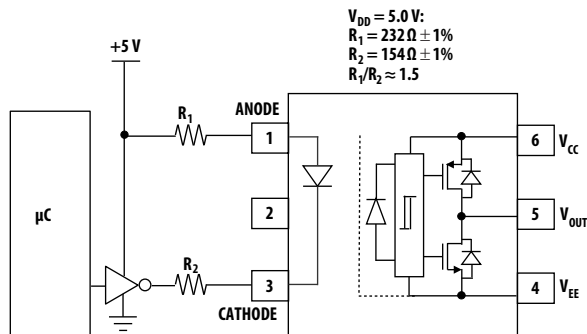 V_DD = 5.0 V:
R_1 = 232 Ω ± 1%
R_2 = 154 Ω ± 1%
R_1/R_2 ≈ 1.5
+5 V
R_1
ANODE
1
6
V_CC
μC
2
5
V_OUT
R_2
3
CATHODE
4
V_EE